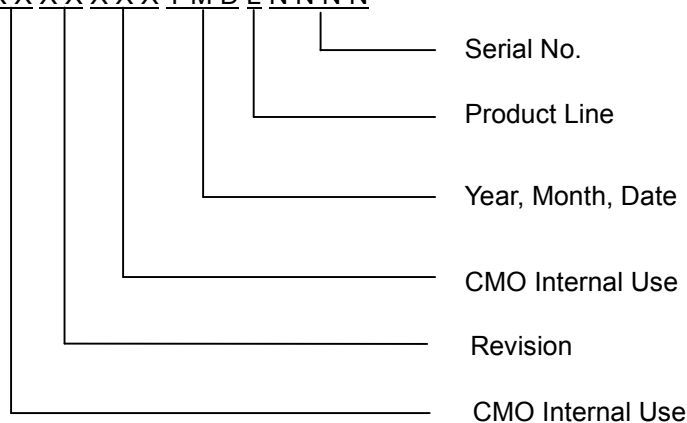 X X X X X X X Y M D L N N N N
Serial No.
Product Line
Year, Month, Date
CMO Internal Use
Revision
CMO Internal Use